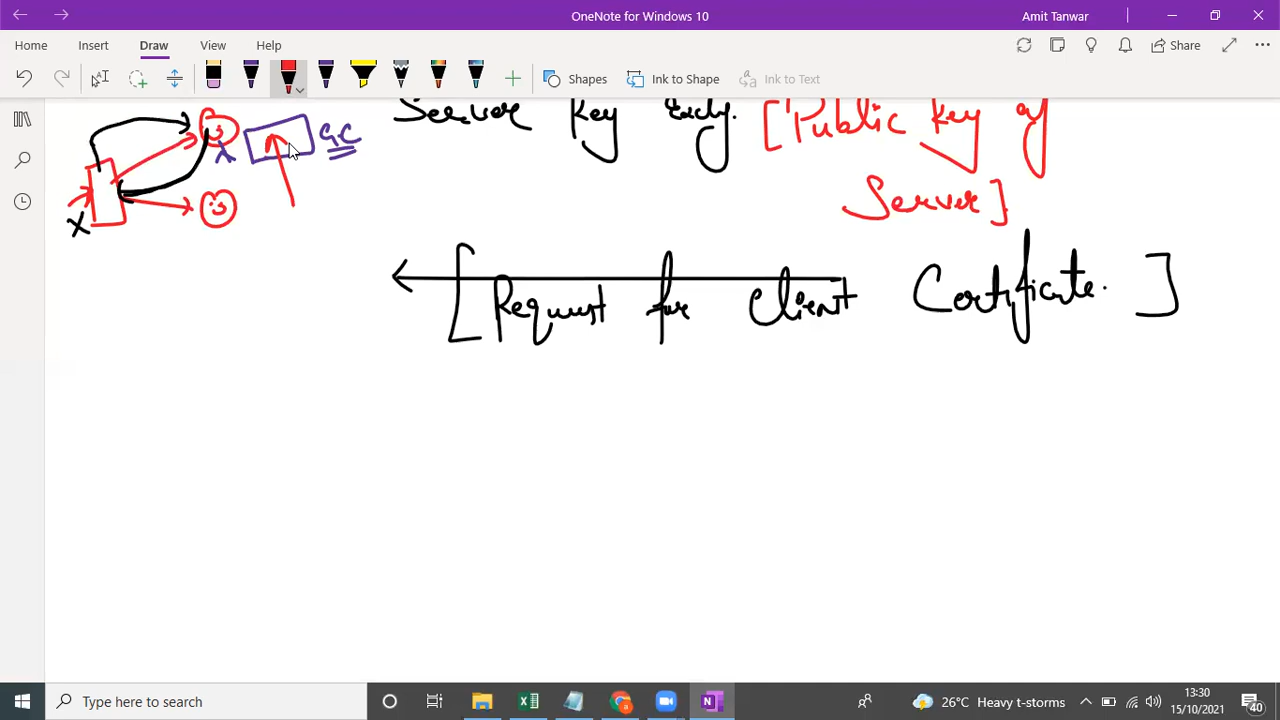 OneNote for Windows 10
Amit Tanwar
Home Insert Draw View Help
Share
Shapes
Ink to Shape
Ink to Text
Server Key Exch. [Public Key of
Server]
X
[Request for Client Certificate.]
Type here to search
26°C Heavy t-storms
13:30
15/10/2021
40